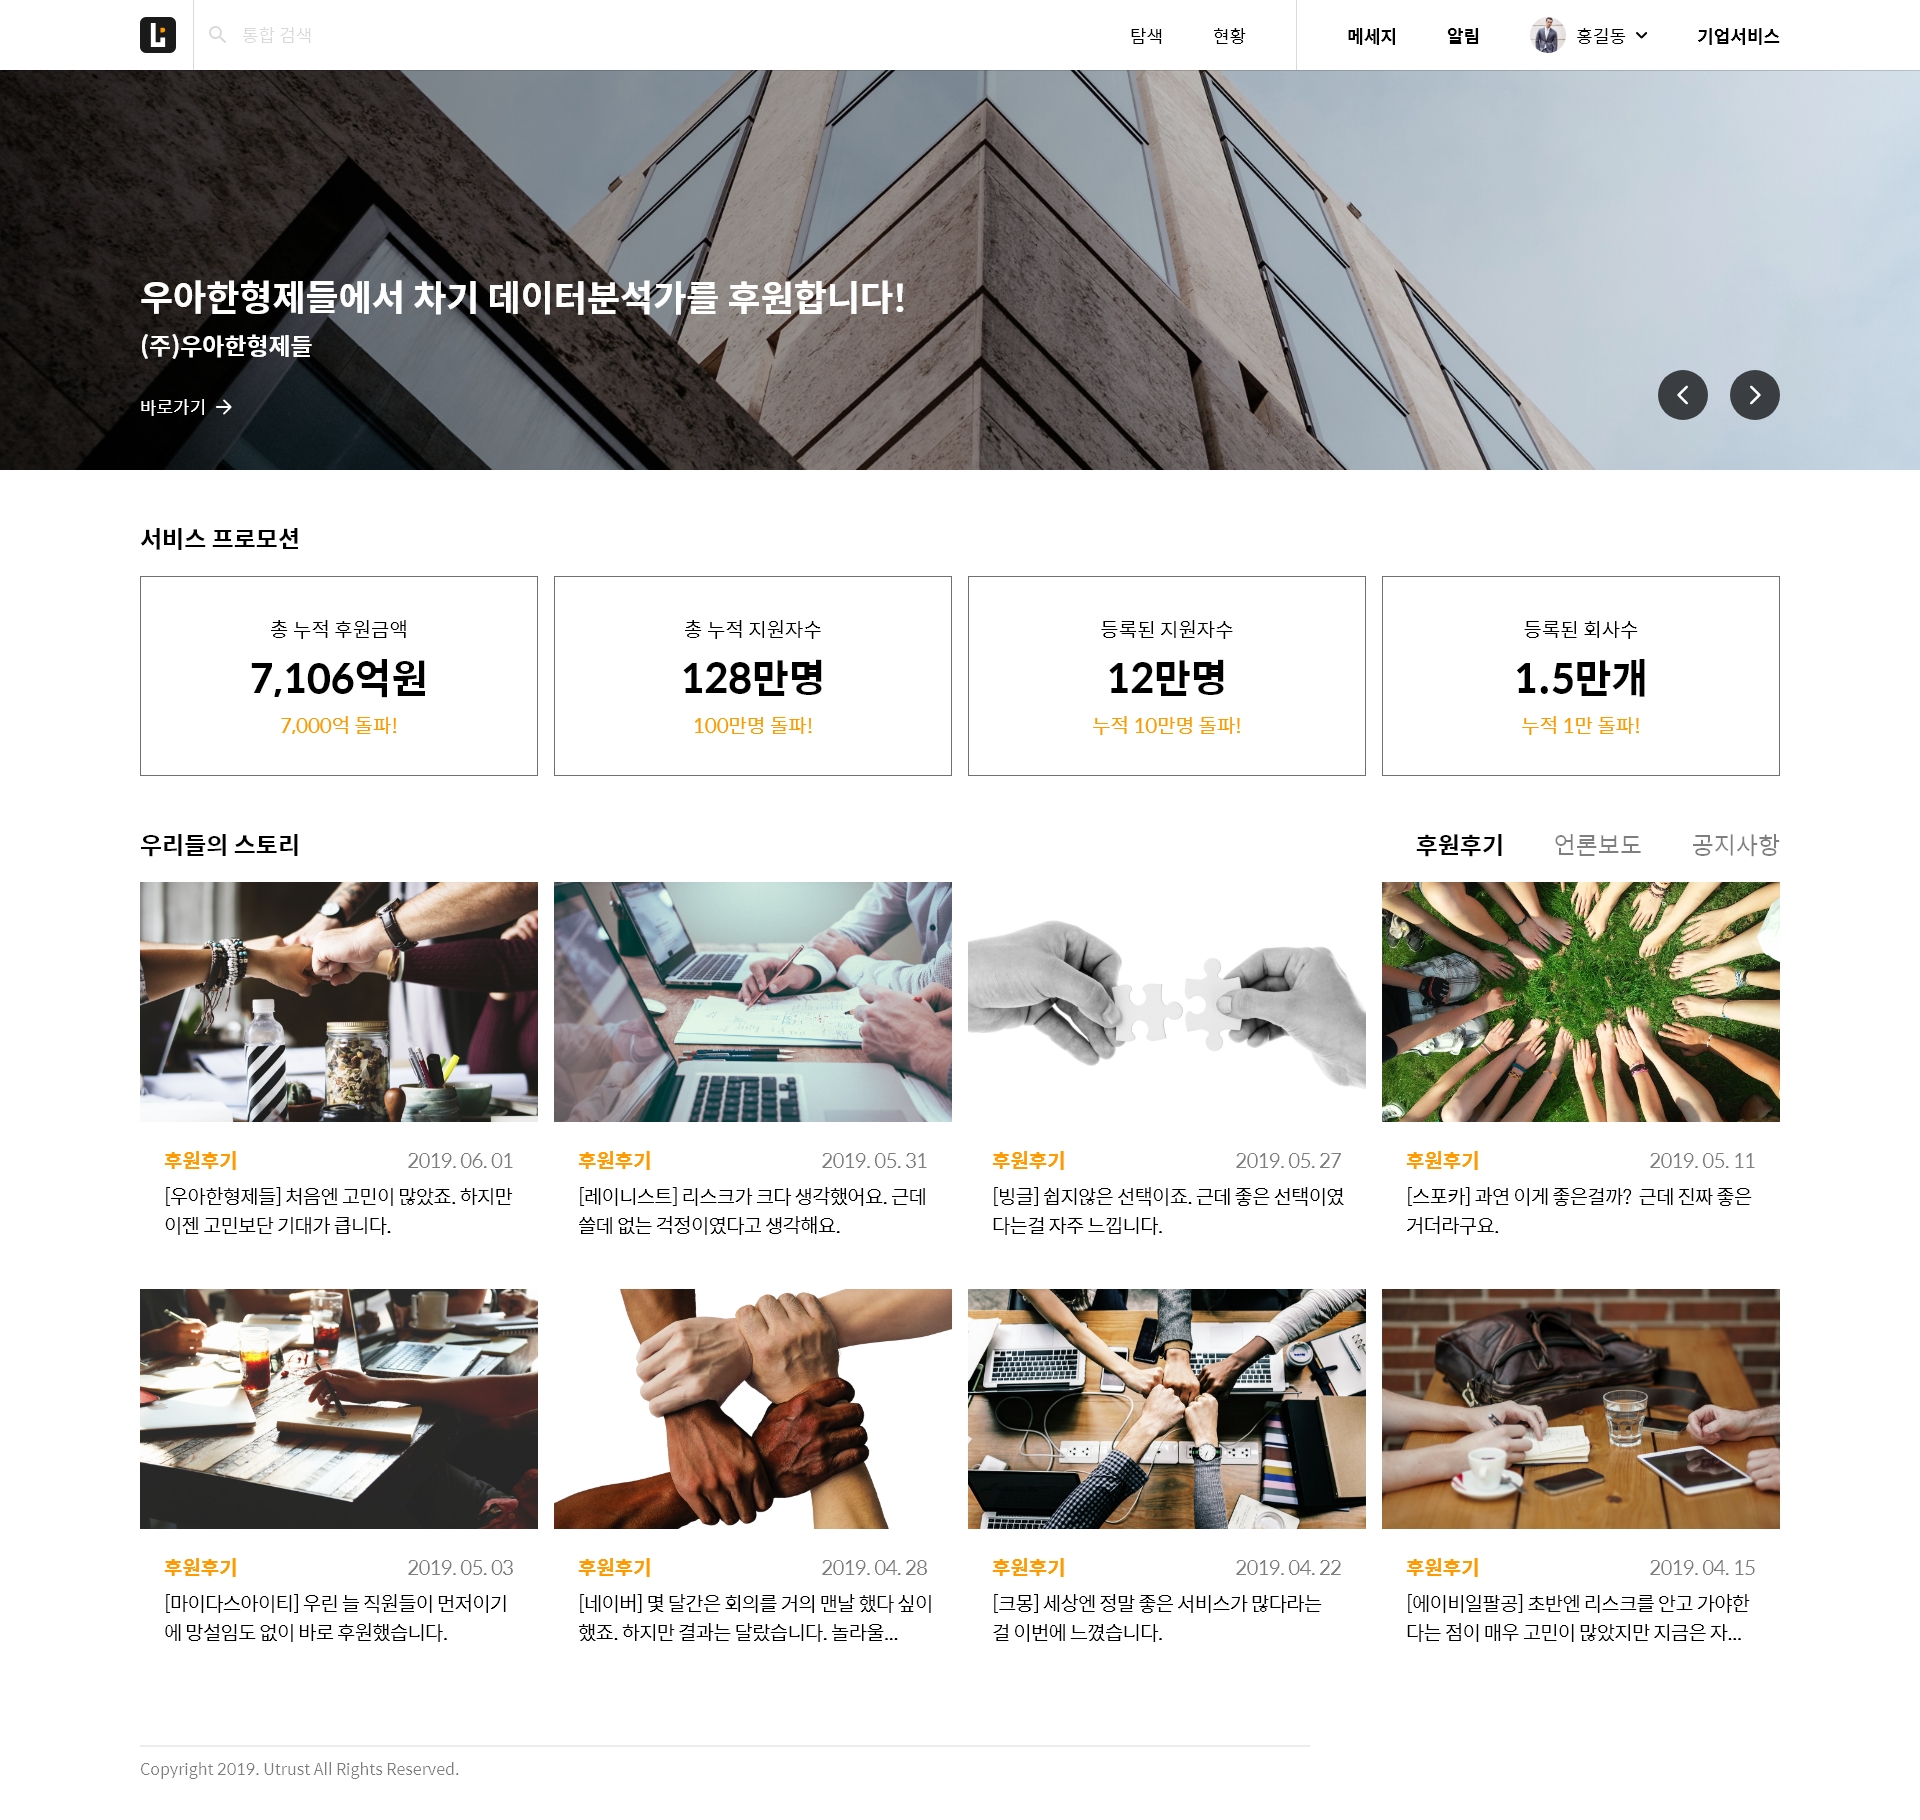 통합 검색
탐색
현황
메세지
알림
홍길동
기업서비스
우아한형제들에서 차기 데이터분석가를 후원합니다!
(주)우아한형제들
바로가기
서비스 프로모션
총 누적 후원금액
7,106억원
7,000억 돌파!
총 누적 지원자수
128만명
100만명 돌파!
등록된 지원자수
12만명
누적 10만명 돌파!
등록된 회사수
1.5만개
누적 1만 돌파!
우리들의 스토리
후원후기
언론보도
공지사항
후원후기 2019. 06. 01
[우아한형제들] 처음엔 고민이 많았죠. 하지만
이젠 고민보단 기대가 큽니다.
후원후기 2019. 05. 31
[레이니스트] 리스크가 크다 생각했어요. 근데
쓸데 없는 걱정이였다고 생각해요.
후원후기 2019. 05. 27
[빙글] 쉽지않은 선택이죠. 근데 좋은 선택이였
다는걸 자주 느낍니다.
후원후기 2019. 05. 11
[스포카] 과연 이게 좋은걸까? 근데 진짜 좋은
거더라구요.
후원후기 2019. 05. 03
[마이다스아이티] 우린 늘 직원들이 먼저이기
에 망설임도 없이 바로 후원했습니다.
후원후기 2019. 04. 28
[네이버] 몇 달간은 회의를 거의 맨날 했다 싶이
했죠. 하지만 결과는 달랐습니다. 놀라울...
후원후기 2019. 04. 22
[크몽] 세상엔 정말 좋은 서비스가 많다라는
걸 이번에 느꼈습니다.
후원후기 2019. 04. 15
[에이비일팔공] 초반엔 리스크를 안고 가야한
다는 점이 매우 고민이 많았지만 지금은 자...
Copyright 2019. Utrust All Rights Reserved.